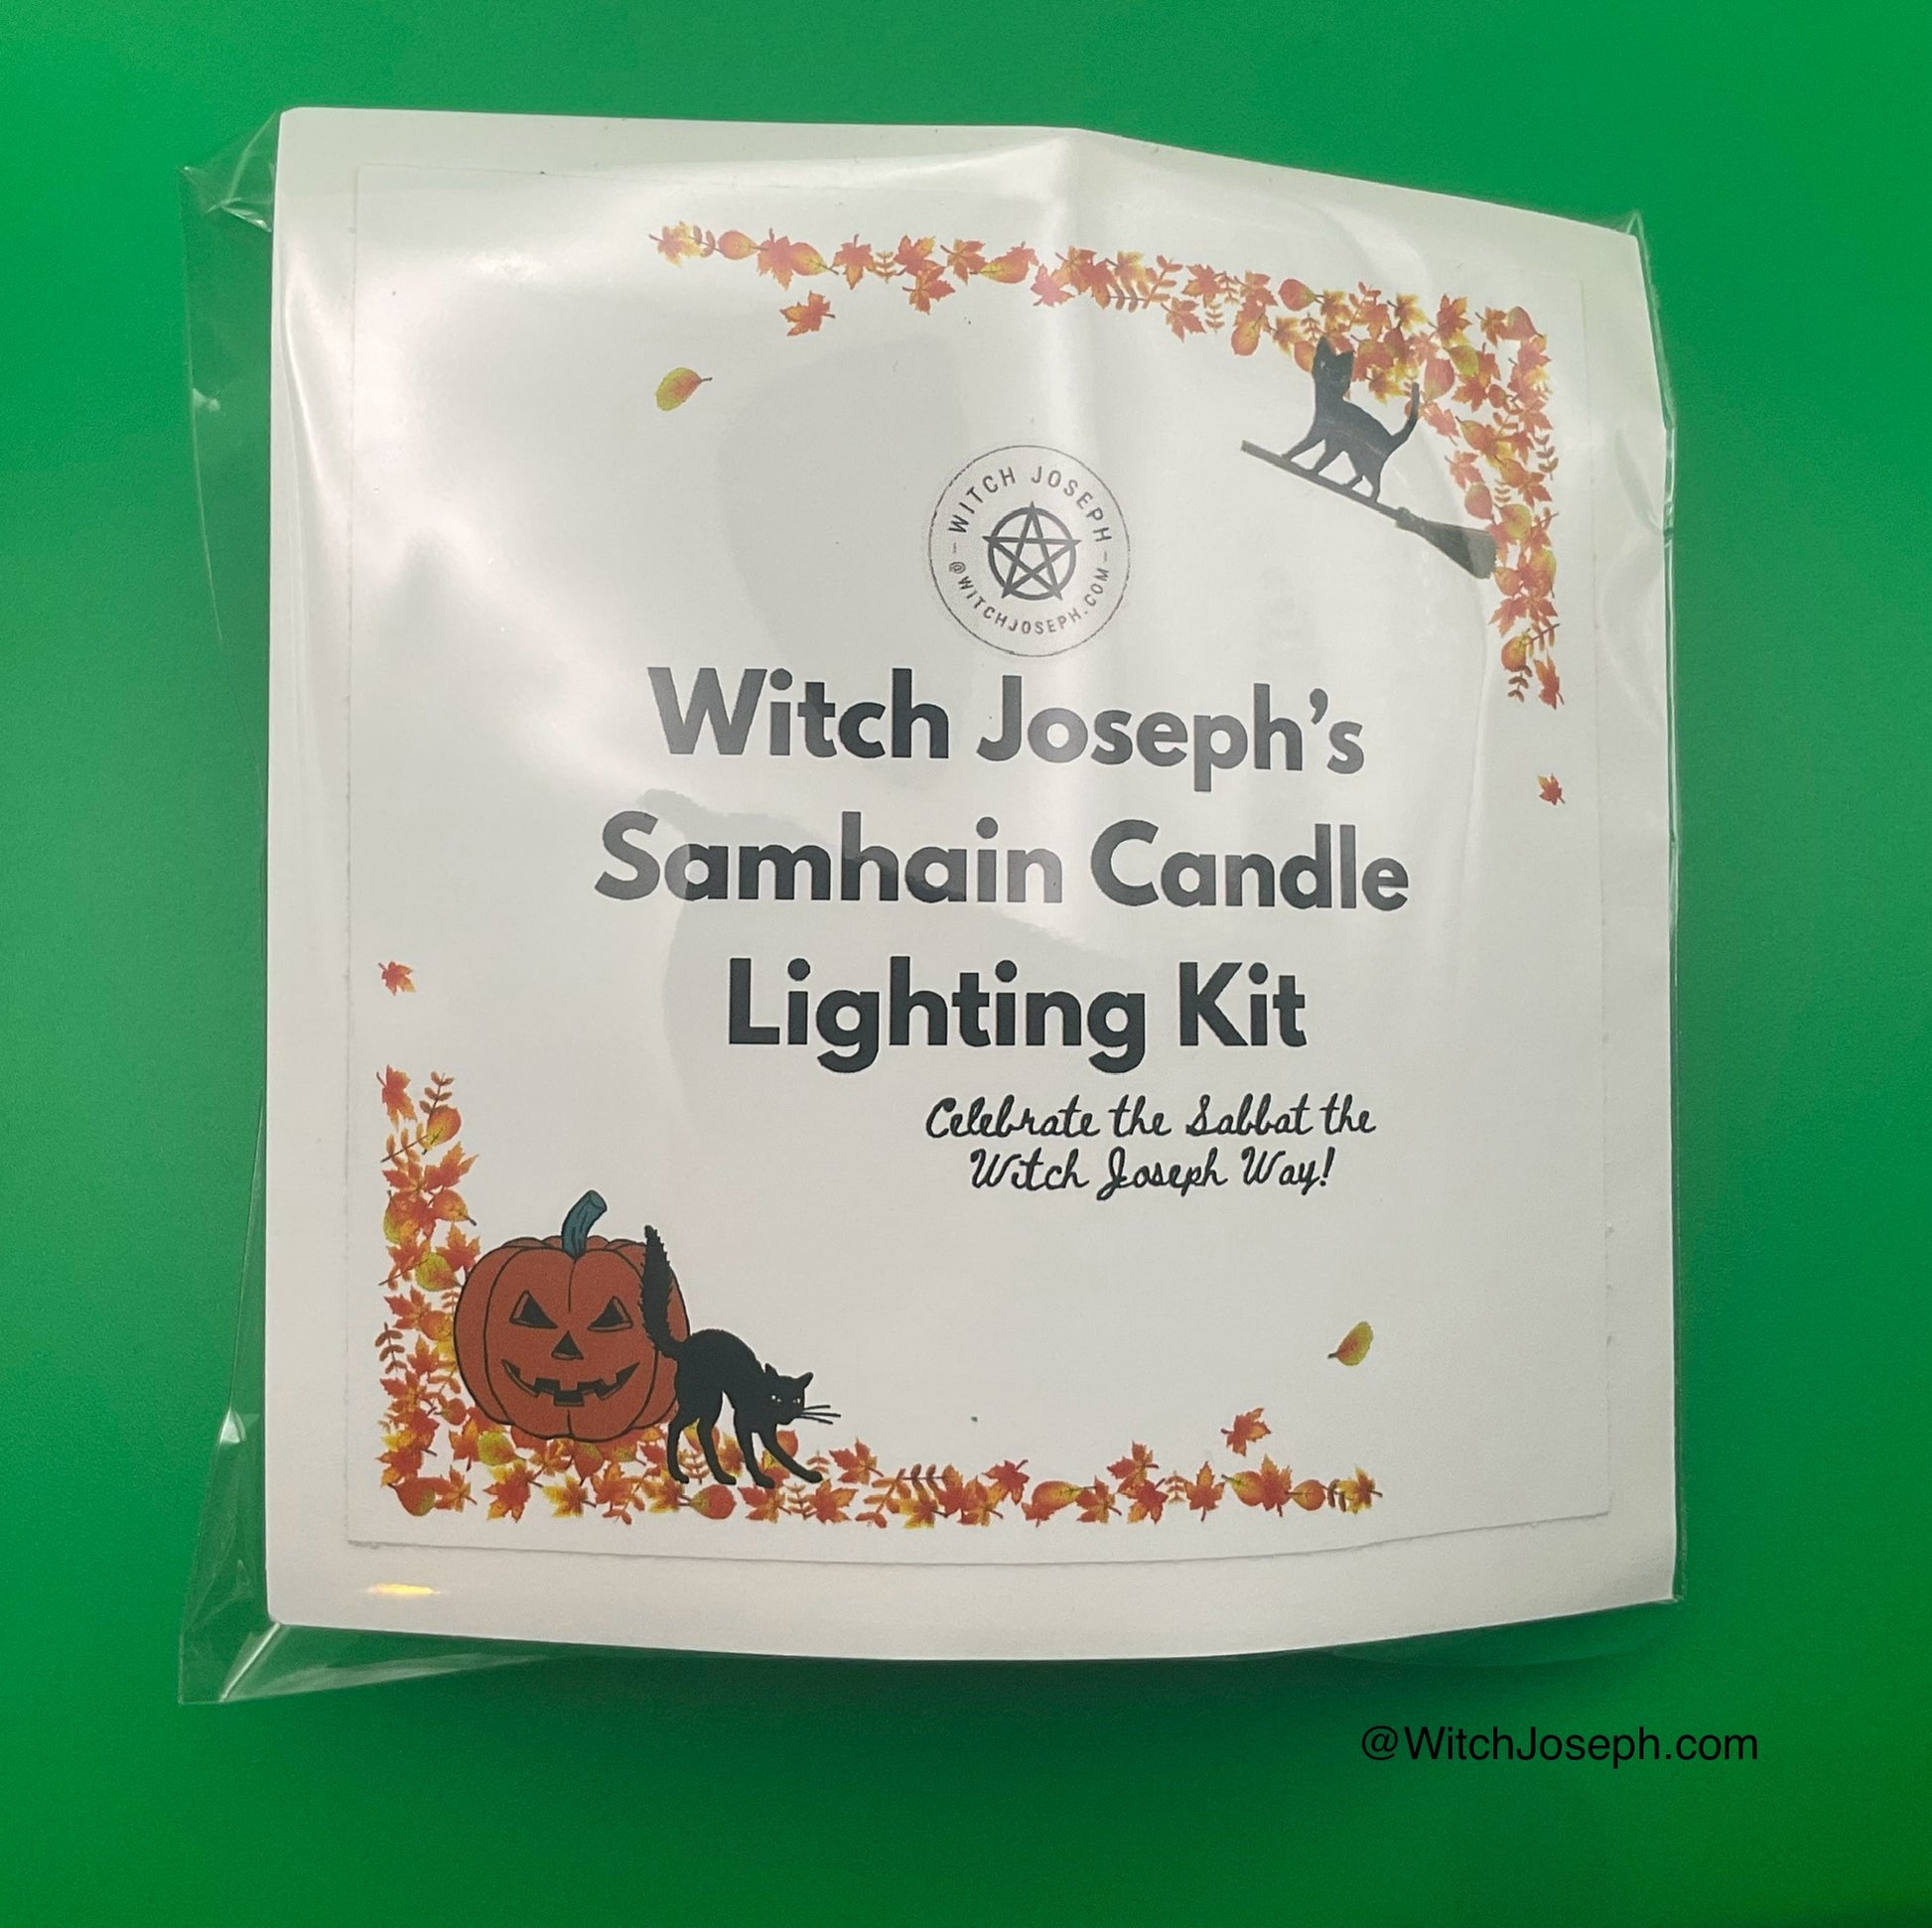 - WITCH JOSEPH -
@WITCHJOSEPH.COM
Witch Joseph’s
Samhain Candle
Lighting Kit
Celebrate the Sabbat the
Witch Joseph Way!
@WitchJoseph.com